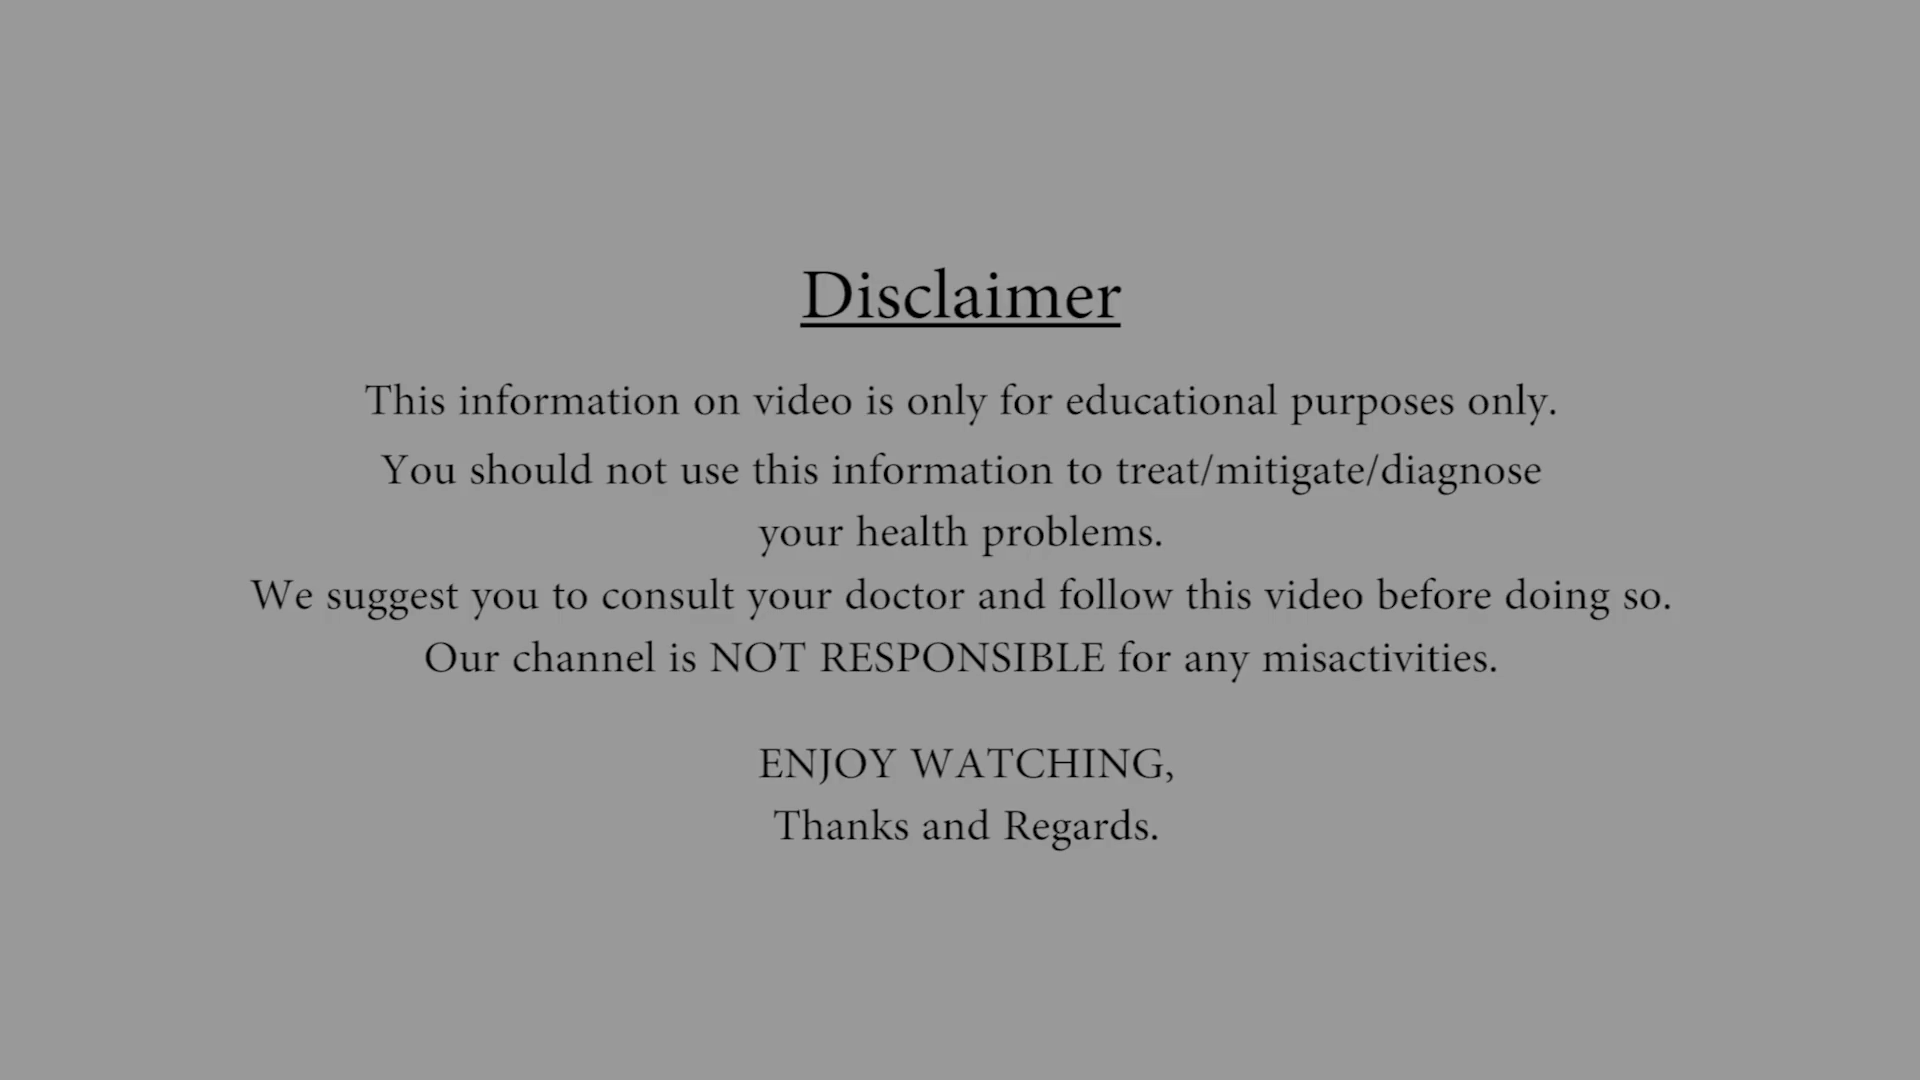 Disclaimer
This information on video is only for educational purposes only.
You should not use this information to treat/mitigate/diagnose
your health problems.
We suggest you to consult your doctor and follow this video before doing so.
Our channel is NOT RESPONSIBLE for any misactivities.
ENJOY WATCHING,
Thanks and Regards.